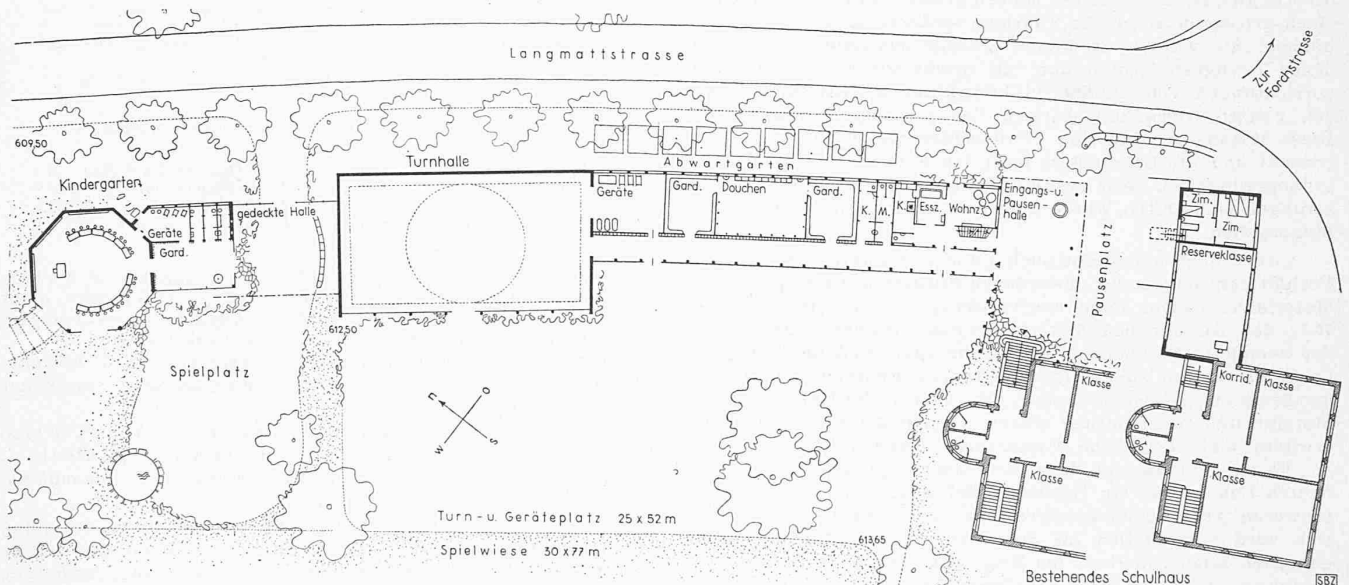 Langmattstrasse
Zur
Forchstrasse
609,50
Turnhalle
Abwartgarten
Kindergarten
gedeckte Halle
Geräte
Gard.
Geräte
Gard.
Douchen
Gard.
K.
M.
K.
Essz.
Wohnz.
Eingangs- u.
Pausen-
halle
Pausenplatz
Zim.
Zim.
Reserveklasse
612,50
Spielplatz
n
O
W
S
Klasse
Korrid.
Klasse
Klasse
Klasse
Turn- u. Geräteplatz 25 x 52 m
Spielwiese 30 x 77 m
613,65
Bestehendes Schulhaus
SBZ